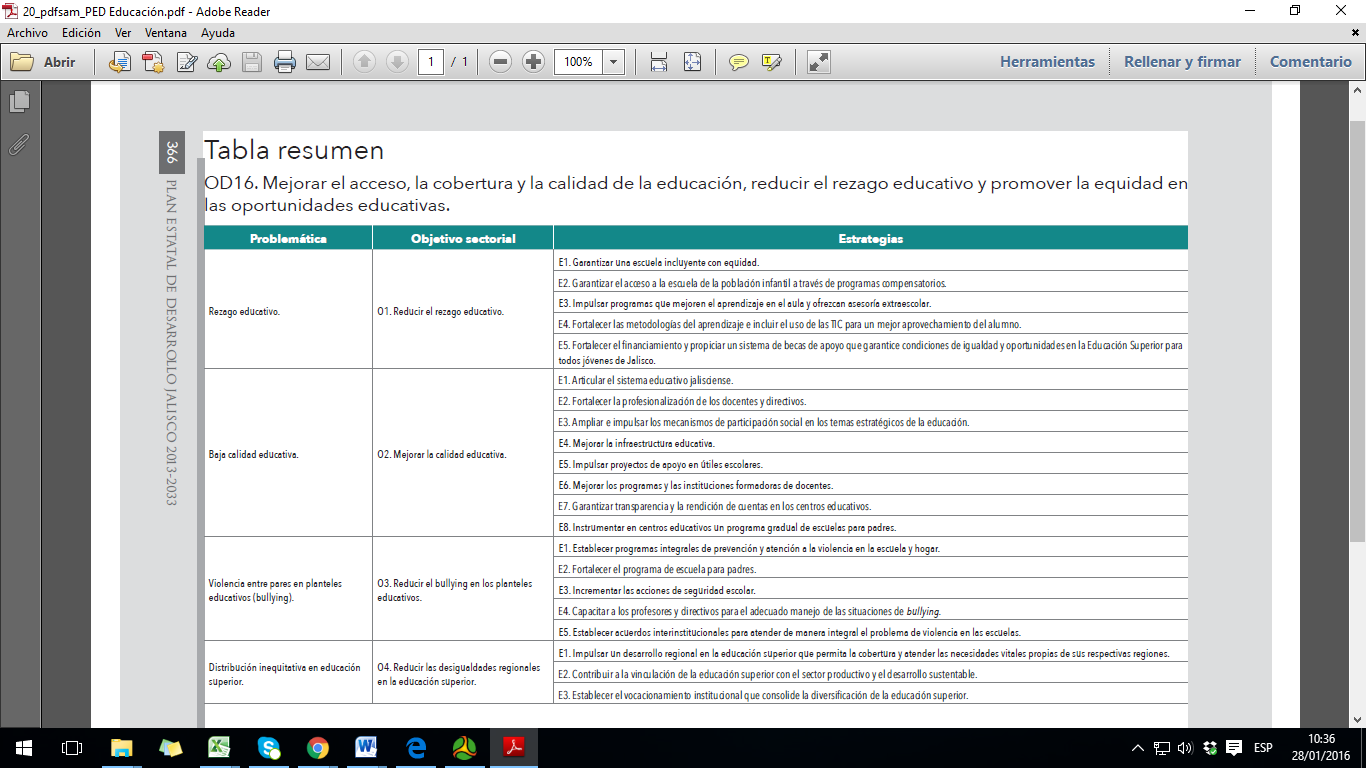 20_pdfsam_PED Educación.pdf - Adobe Reader
Archivo Edición Ver Ventana Ayuda
Abrir 1 / 1 100% Herramientas Rellenar y firmar Comentario
366
PLAN ESTATAL DE DESARROLLO JALISCO 2013-2033
Tabla resumen
OD16. Mejorar el acceso, la cobertura y la calidad de la educación, reducir el rezago educativo y promover la equidad en
las oportunidades educativas.
Problemática Objetivo sectorial Estrategias
Rezago educativo.
O1. Reducir el rezago educativo.
E1. Garantizar una escuela incluyente con equidad.
E2. Garantizar el acceso a la escuela de la población infantil a través de programas compensatorios.
E3. Impulsar programas que mejoren el aprendizaje en el aula y ofrezcan asesoría extraescolar.
E4. Fortalecer las metodologías del aprendizaje e incluir el uso de las TIC para un mejor aprovechamiento del alumno.
E5. Fortalecer el financiamiento y propiciar un sistema de becas de apoyo que garantice condiciones de igualdad y oportunidades en la Educación Superior para
todos jóvenes de Jalisco.
Baja calidad educativa.
O2. Mejorar la calidad educativa.
E1. Articular el sistema educativo jalisciense.
E2. Fortalecer la profesionalización de los docentes y directivos.
E3. Ampliar e impulsar los mecanismos de participación social en los temas estratégicos de la educación.
E4. Mejorar la infraestructura educativa.
E5. Impulsar proyectos de apoyo en útiles escolares.
E6. Mejorar los programas y las instituciones formadoras de docentes.
E7. Garantizar transparencia y la rendición de cuentas en los centros educativos.
E8. Instrumentar en centros educativos un programa gradual de escuelas para padres.
Violencia entre pares en planteles
educativos (bullying).
O3. Reducir el bullying en los planteles
educativos.
E1. Establecer programas integrales de prevención y atención a la violencia en la escuela y hogar.
E2. Fortalecer el programa de escuela para padres.
E3. Incrementar las acciones de seguridad escolar.
E4. Capacitar a los profesores y directivos para el adecuado manejo de las situaciones de bullying.
E5. Establecer acuerdos interinstitucionales para atender de manera integral el problema de violencia en las escuelas.
Distribución inequitativa en educación
superior.
O4. Reducir las desigualdades regionales
en la educación superior.
E1. Impulsar un desarrollo regional en la educación superior que permita la cobertura y atender las necesidades vitales propias de sus respectivas regiones.
E2. Contribuir a la vinculación de la educación superior con el sector productivo y el desarrollo sustentable.
E3. Establecer el vocacionamiento institucional que consolide la diversificación de la educación superior.
ESP
10:36
28/01/2016